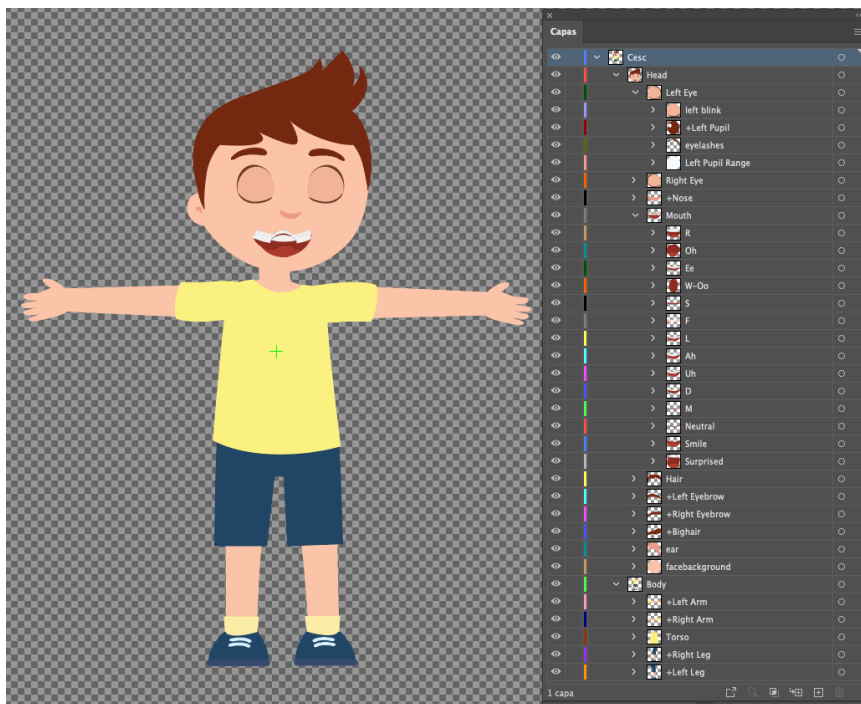 Capas
Cesc
Head
Left Eye
left blink
+Left Pupil
eyelashes
Left Pupil Range
Right Eye
+Nose
Mouth
R
Oh
Ee
W-Oo
S
F
L
Ah
Uh
D
M
Neutral
Smile
Surprised
Hair
+Left Eyebrow
+Right Eyebrow
+Bighair
ear
facebackground
Body
+Left Arm
+Right Arm
Torso
+Right Leg
+Left Leg
1 capa